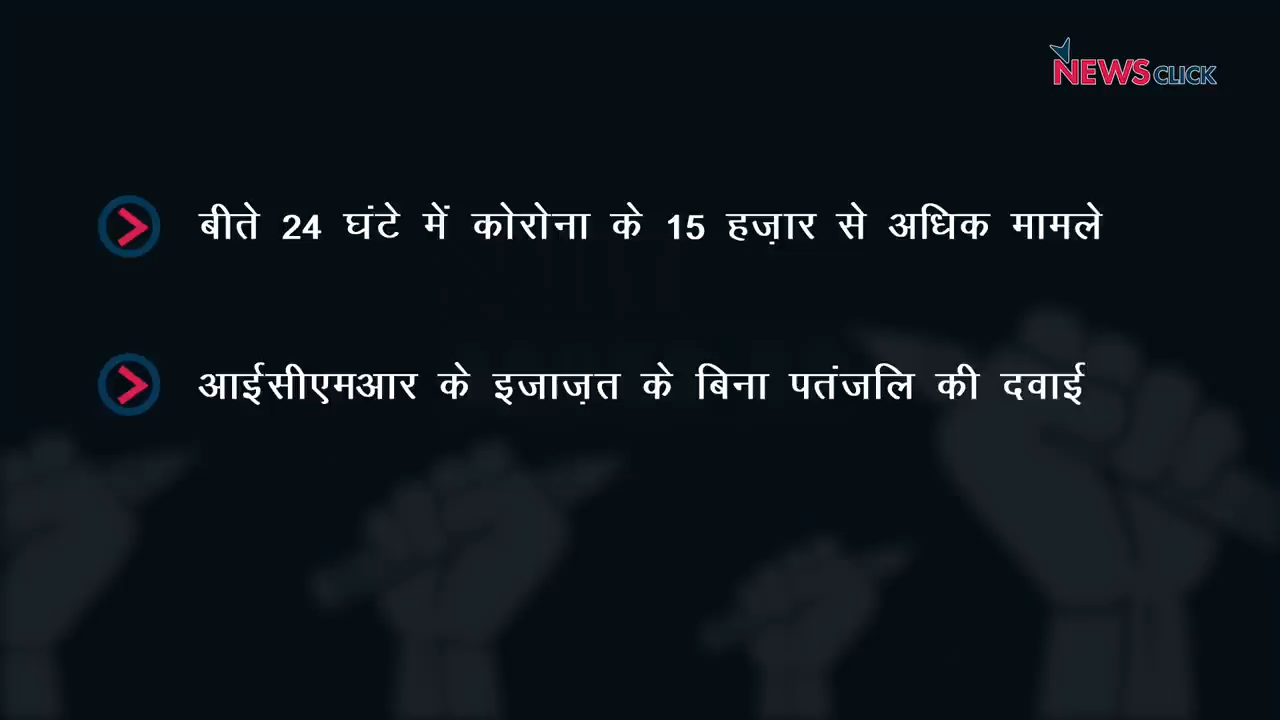 NEWSCLICK
बीते 24 घंटे में कोरोना के 15 हज़ार से अधिक मामले
आईसीएमआर के इजाज़त के बिना पतंजलि की दवाई